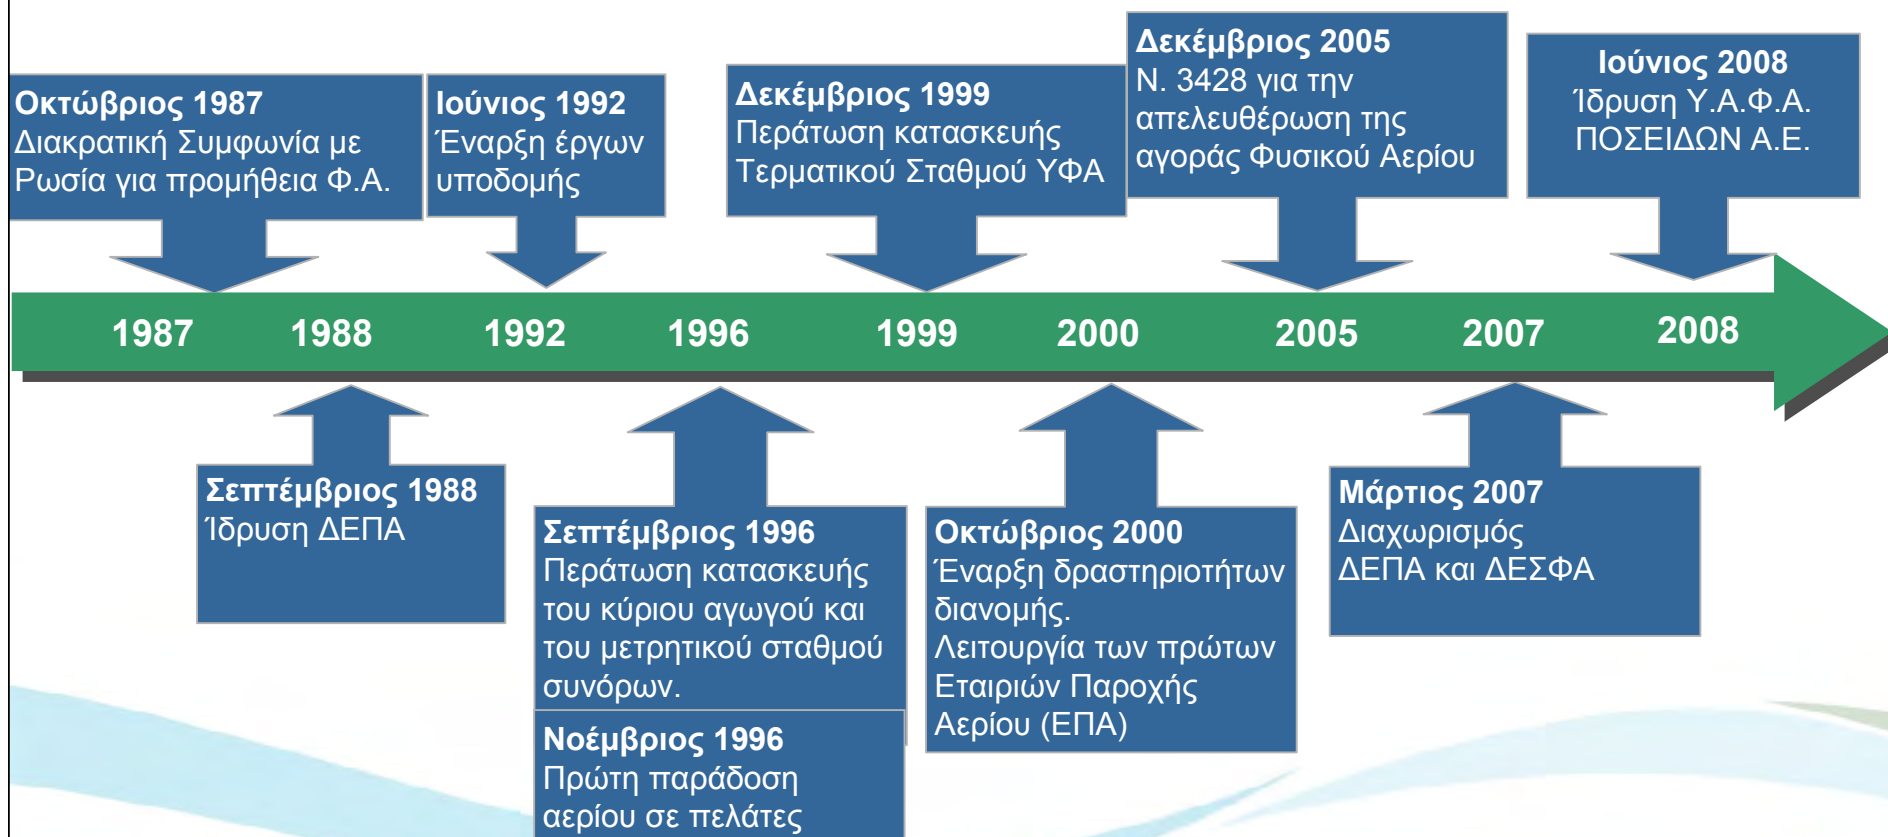 Οκτώβριος 1987
Διακρατική Συμφωνία με
Ρωσία για προμήθεια Φ.Α.
Ιούνιος 1992
Έναρξη έργων
υποδομής
Δεκέμβριος 1999
Περάτωση κατασκευής
Τερματικού Σταθμού ΥΦΑ
Δεκέμβριος 2005
Ν. 3428 για την
απελευθέρωση της
αγοράς Φυσικού Αερίου
Ιούνιος 2008
Ίδρυση Υ.Α.Φ.Α.
ΠΟΣΕΙΔΩΝ Α.Ε.
1987 1988 1992 1996 1999 2000 2005 2007 2008
Σεπτέμβριος 1988
Ίδρυση ΔΕΠΑ
Σεπτέμβριος 1996
Περάτωση κατασκευής
του κύριου αγωγού και
του μετρητικού σταθμού
συνόρων.
Νοέμβριος 1996
Πρώτη παράδοση
αερίου σε πελάτες
Οκτώβριος 2000
Έναρξη δραστηριοτήτων
διανομής.
Λειτουργία των πρώτων
Εταιριών Παροχής
Αερίου (ΕΠΑ)
Μάρτιος 2007
Διαχωρισμός
ΔΕΠΑ και ΔΕΣΦΑ